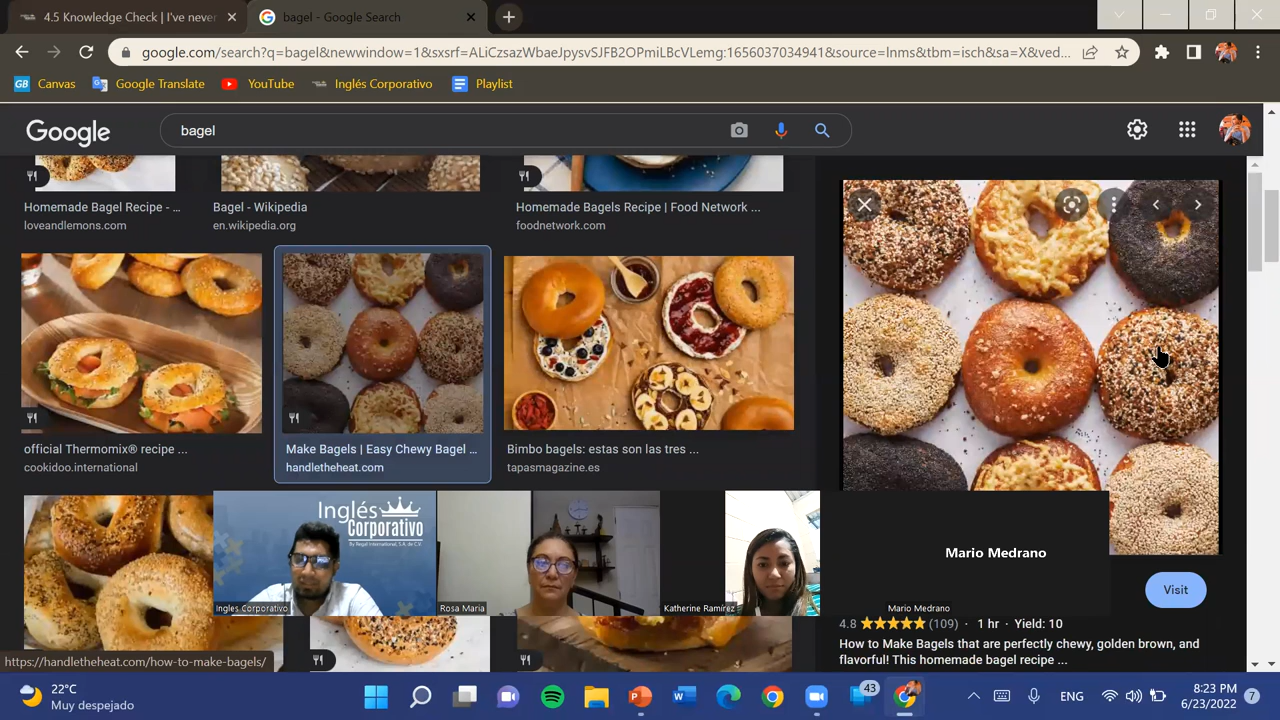 4.5 Knowledge Check | I've never
bagel - Google Search
google.com/search?q=bagel&newwindow=1&sxsrf=ALiCzsazWbaeJpysvSJFB2OPmiLBcVLemg:1656037034941&source=lnms&tbm=isch&sa=X&ved...
GB Canvas
Google Translate
YouTube
Inglés Corporativo
Playlist
Google
bagel
Homemade Bagel Recipe - ...
loveandlemons.com
Bagel - Wikipedia
en.wikipedia.org
Homemade Bagels Recipe | Food Network ...
foodnetwork.com
official Thermomix® recipe ...
cookidoo.international
Make Bagels | Easy Chewy Bagel ...
handletheheat.com
Bimbo bagels: estas son las tres ...
tapasmagazine.es
Inglés
Corporativo
By Regal International, S.A. de C.V.
Ingles Corporativo
Rosa Maria
Katherine Ramírez
Mario Medrano
Mario Medrano
Visit
4.8 (109) · 1 hr · Yield: 10
How to Make Bagels that are perfectly chewy, golden brown, and
flavorful! This homemade bagel recipe ...
https://handletheheat.com/how-to-make-bagels/
22°C
Muy despejado
43
ENG
8:23 PM
6/23/2022
7